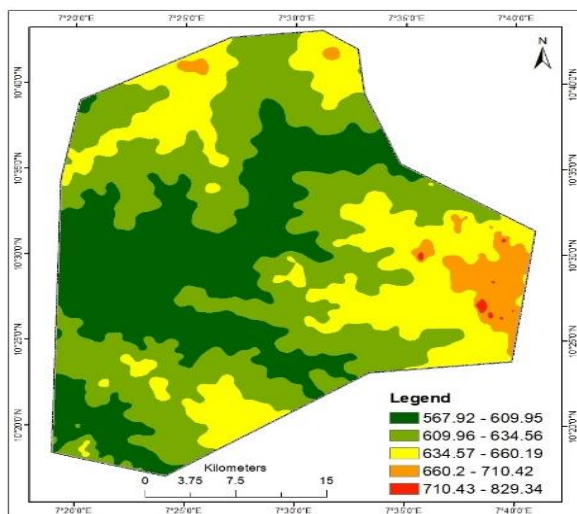 7°20'0"N 7°25'0"N 7°30'0"N 7°35'0"N 7°40'0"N
N
10°40'0"N 10°40'0"N
10°35'0"N 10°35'0"N
10°30'0"N 10°30'0"N
10°25'0"N 10°25'0"N
10°20'0"N 10°20'0"N
Legend
567.92 - 609.95
609.96 - 634.56
634.57 - 660.19
660.2 - 710.42
710.43 - 829.34
Kilometers
0 3.75 7.5 15
7°20'0"N 7°25'0"N 7°30'0"N 7°35'0"N 7°40'0"N